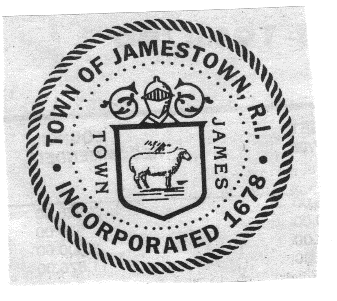 TOWN OF JAMESTOWN, R.I.
JAMES
TOWN
• INCORPORATED 1678 •